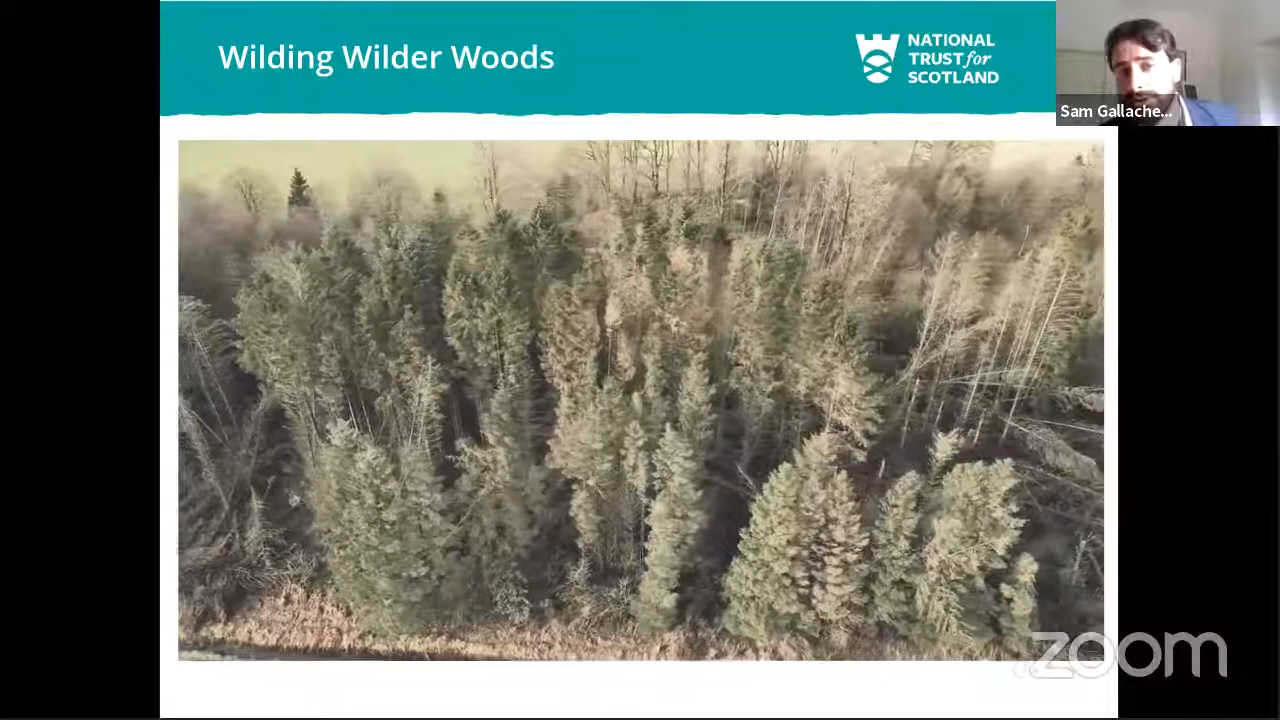 Wilding Wilder Woods
NATIONAL
TRUST for
SCOTLAND
Sam Gallache...
zoom